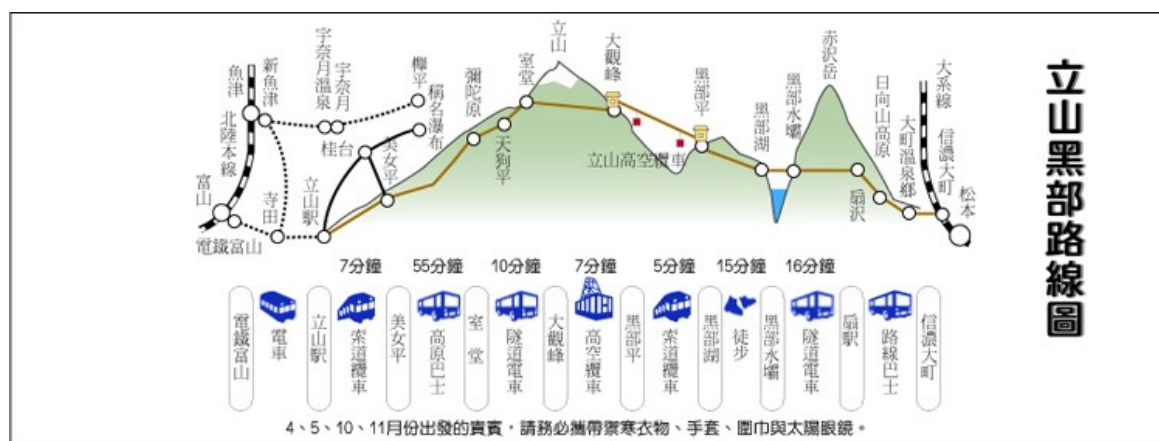 立山黑部路線圖
魚津
新魚津
宇奈月溫泉
宇奈月
欅平
稱名瀑布
北陸本線
桂台
美女平
富山
寺田
立山駅
電鐵富山
彌陀原
天狗平
室堂
立山
大觀峰
立山高空纜車
黑部平
黑部湖
黑部水壩
赤沢岳
扇沢
日向山高原
大町溫泉鄉
大系線
信濃大町
松本
7分鐘 55分鐘 10分鐘 7分鐘 5分鐘 15分鐘 16分鐘
電鐵富山
電車
立山駅
索道纜車
美女平
高原巴士
室堂
隧道電車
大觀峰
高空纜車
黑部平
索道纜車
黑部湖
徒步
黑部水壩
隧道電車
扇駅
路線巴士
信濃大町
4、5、10、11月份出發的貴賓，請務必攜帶禦寒衣物、手套、圍巾與太陽眼鏡。